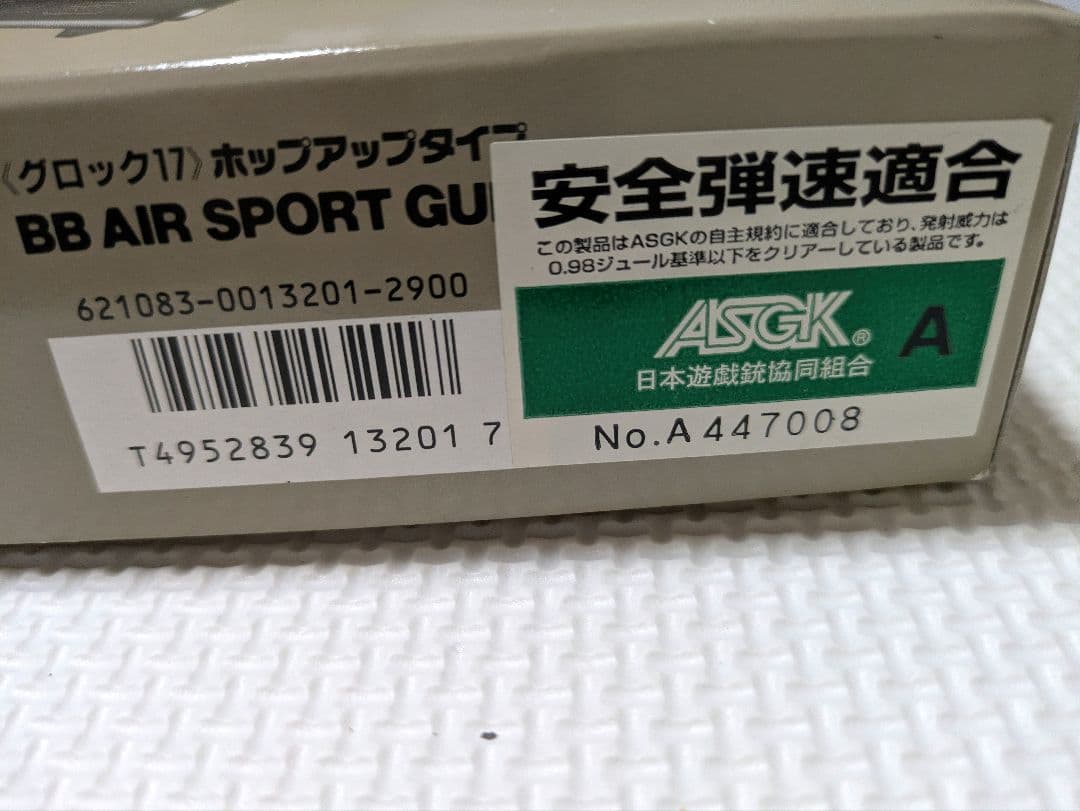 《グロック17》ホップアップタイプ
BB AIR SPORT GU
621083-0013201-2900
T4952839 13201 7
安全弾速適合
この製品はASGKの自主規約に適合しており、発射威力は
0.98ジュール基準以下をクリアーしている製品です。
ASGK® A
日本遊戯銃協同組合
No.A447008